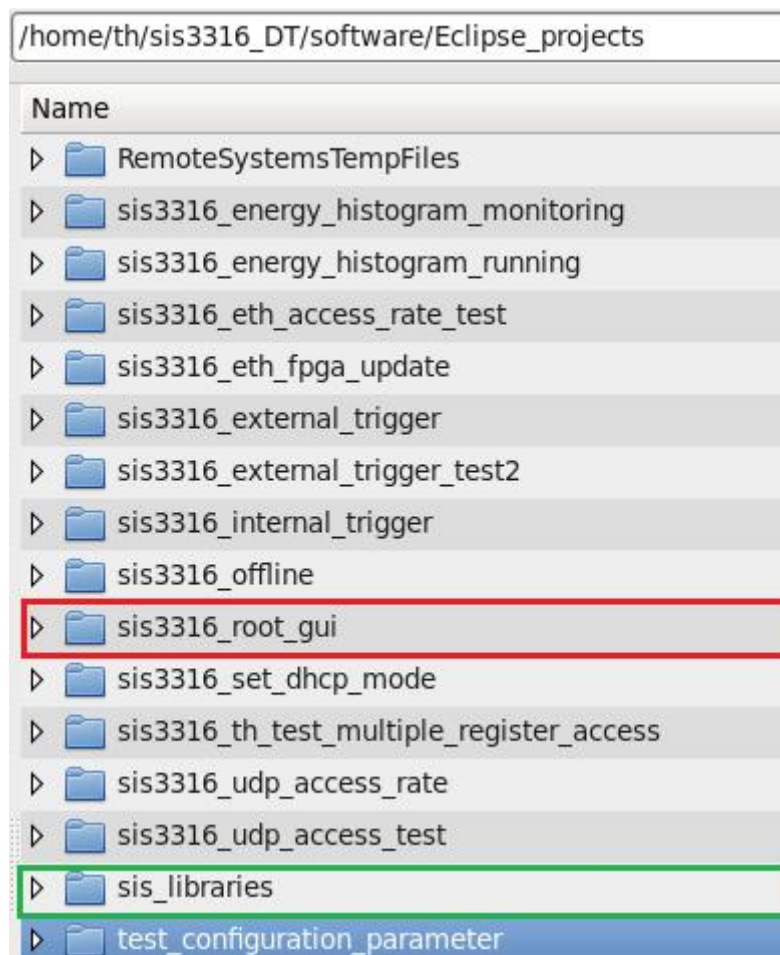 /home/th/sis3316_DT/software/Eclipse_projects
Name
RemoteSystemsTempFiles
sis3316_energy_histogram_monitoring
sis3316_energy_histogram_running
sis3316_eth_access_rate_test
sis3316_eth_fpga_update
sis3316_external_trigger
sis3316_external_trigger_test2
sis3316_internal_trigger
sis3316_offline
sis3316_root_gui
sis3316_set_dhcp_mode
sis3316_th_test_multiple_register_access
sis3316_udp_access_rate
sis3316_udp_access_test
sis_libraries
test_configuration_parameter